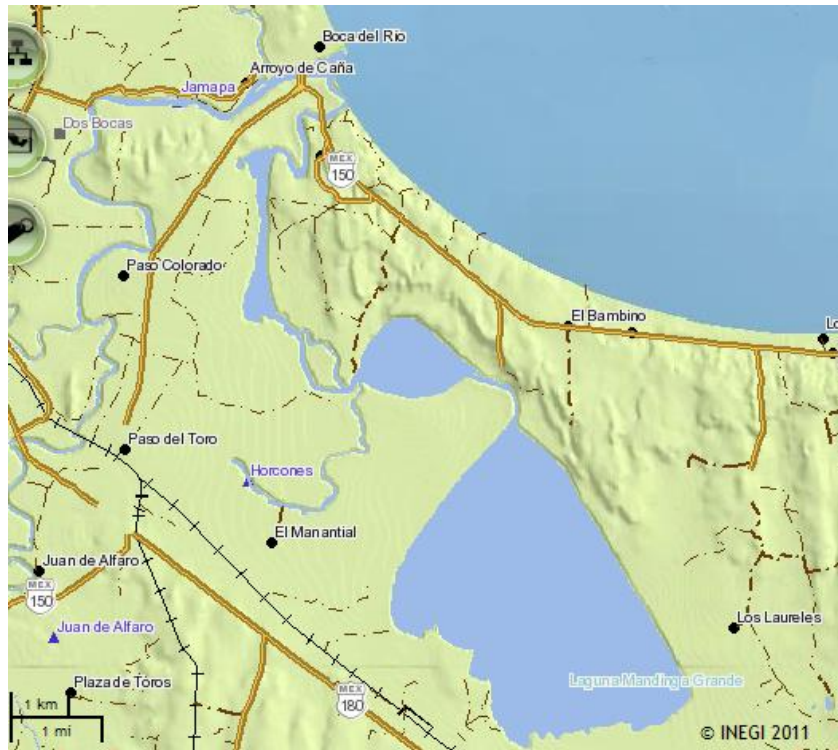 Boca del Río
Arroyo de Caña
Jamapa
Dos Bocas
MEX
150
Paso Colorado
El Bambino
Lo
Paso del Toro
Horcones
El Manantial
Juan de Alfaro
MEX
150
Juan de Alfaro
Los Laureles
Laguna Mandinga Grande
Plaza de Toros
MEX
180
1 km
1 mi
© INEGI 2011